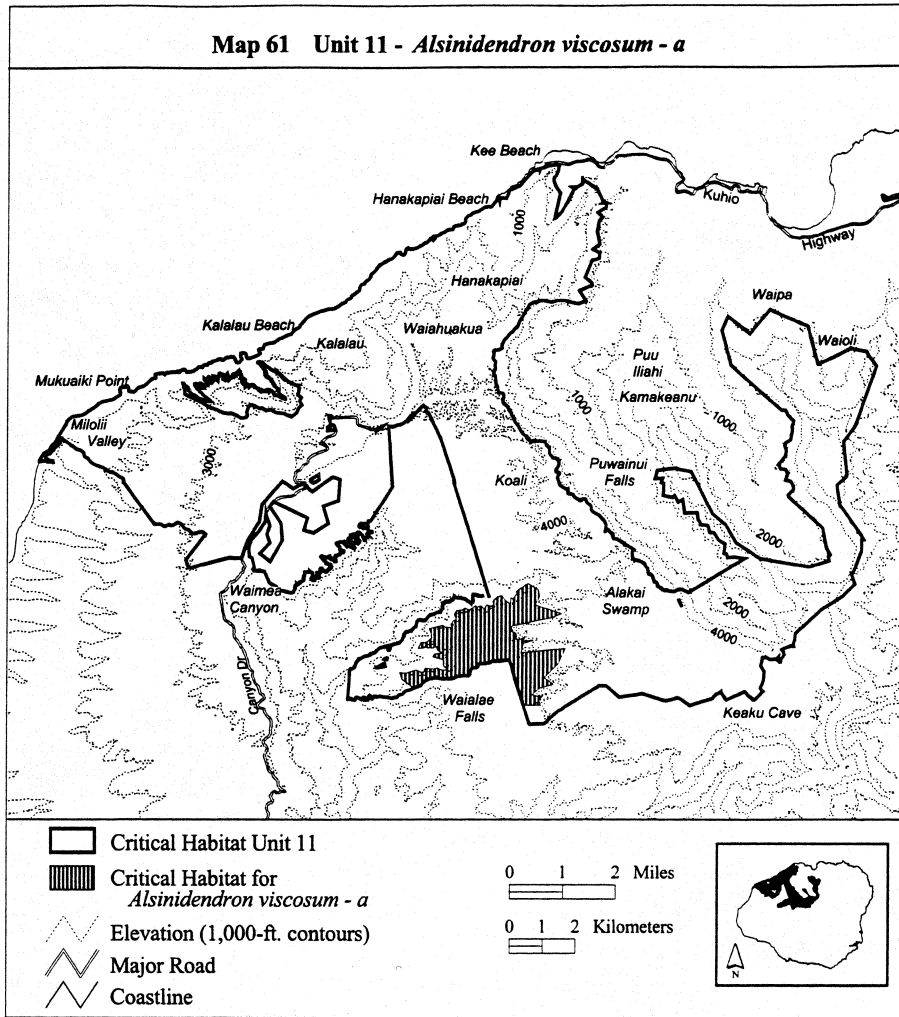 Map 61 Unit 11 - Alsinidendron viscosum - a
Kee Beach
Hanakapiai Beach
Kuhio
Highway
1000
Hanakapiai
Waipa
Kalalau Beach
Waiahuakua
Waioli
Kalalau
Puu
Iliahi
Mukuaiki Point
Kamakeanu
1000
1000
Milolii
Valley
3000
Puwainui
Falls
Koali
4000
2000
Waimea
Canyon
Alakai
Swamp
2000
4000
Canyon Dr
Waialae
Falls
Keaku Cave
Critical Habitat Unit 11
Critical Habitat for
Alsinidendron viscosum - a
Elevation (1,000-ft. contours)
Major Road
Coastline
0 1 2 Miles
0 1 2 Kilometers
N